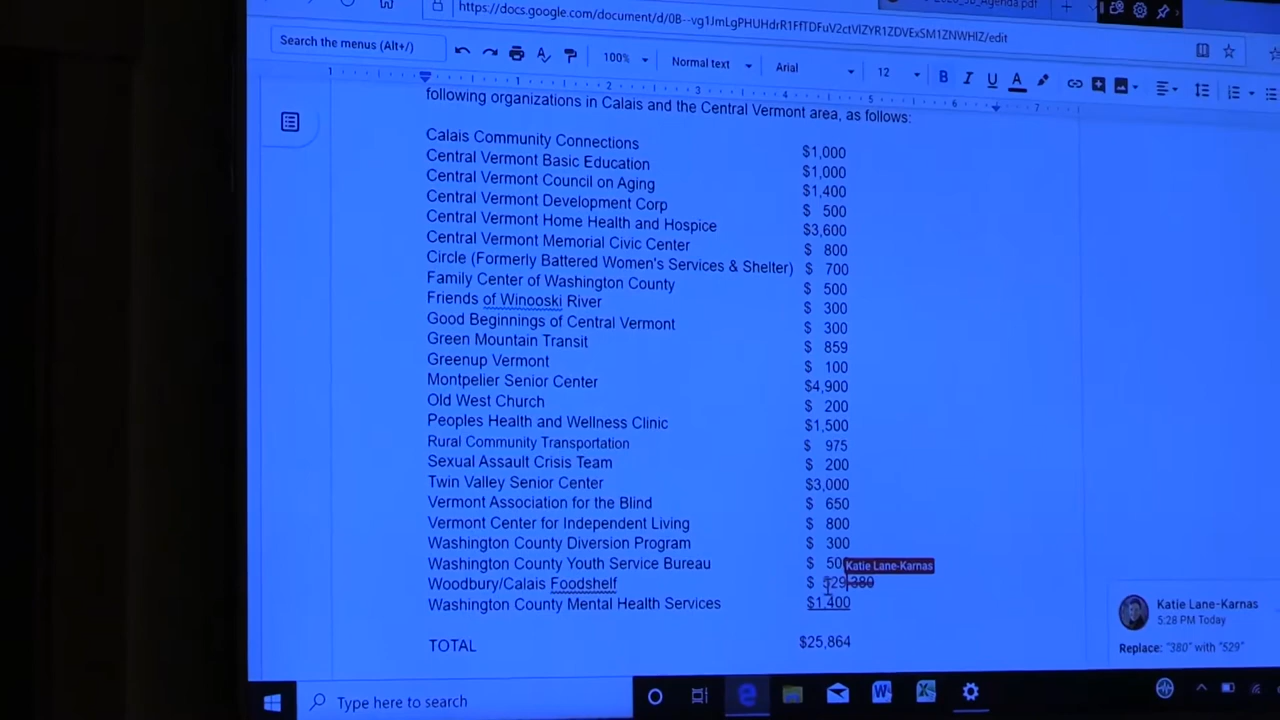 https://docs.google.com/document/d/0B--vg1JmLgPHUHdrR1FfTDFuV2ctVlZYR1ZDVExSM1ZNWHlZ/edit
Search the menus (Alt+/)
100% Normal text Arial 12 B I U A
1 1 2 3 4 5 6 7
following organizations in Calais and the Central Vermont area, as follows:
Calais Community Connections $1,000
Central Vermont Basic Education $1,000
Central Vermont Council on Aging $1,400
Central Vermont Development Corp $ 500
Central Vermont Home Health and Hospice $3,600
Central Vermont Memorial Civic Center $ 800
Circle (Formerly Battered Women's Services & Shelter) $ 700
Family Center of Washington County $ 500
Friends of Winooski River $ 300
Good Beginnings of Central Vermont $ 300
Green Mountain Transit $ 859
Greenup Vermont $ 100
Montpelier Senior Center $4,900
Old West Church $ 200
Peoples Health and Wellness Clinic $1,500
Rural Community Transportation $ 975
Sexual Assault Crisis Team $ 200
Twin Valley Senior Center $3,000
Vermont Association for the Blind $ 650
Vermont Center for Independent Living $ 800
Washington County Diversion Program $ 300
Washington County Youth Service Bureau $ 500
Katie Lane-Karnas
Woodbury/Calais Foodshelf $ 529 380
Washington County Mental Health Services $1,400
TOTAL $25,864
Katie Lane-Karnas
5:28 PM Today
Replace: "380" with "529"
Type here to search